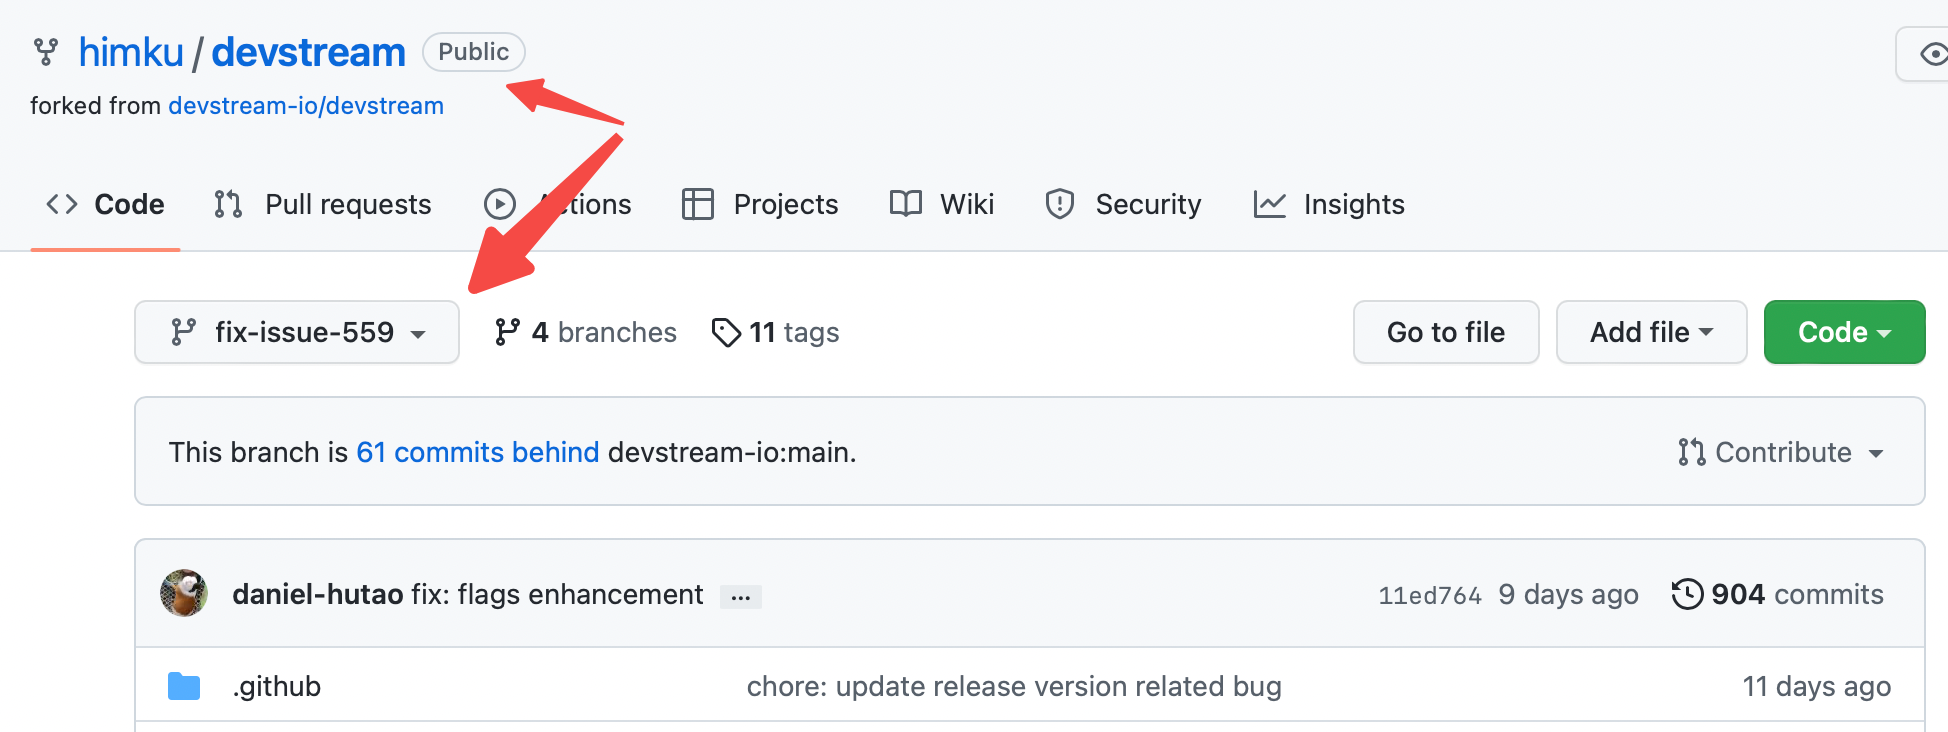 himku / devstream Public
forked from devstream-io/devstream
Code Pull requests Actions Projects Wiki Security Insights
fix-issue-559 4 branches 11 tags Go to file Add file Code
This branch is 61 commits behind devstream-io:main. Contribute
daniel-hutao fix: flags enhancement ... 11ed764 9 days ago 904 commits
.github chore: update release version related bug 11 days ago